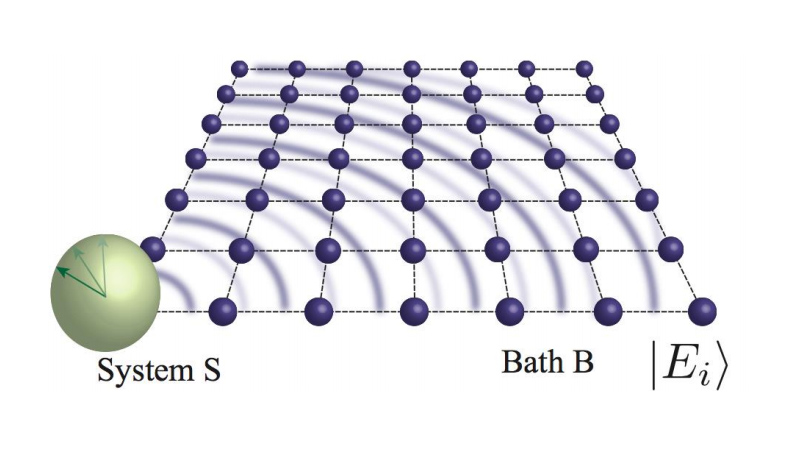 System S
Bath B
|E_i⟩